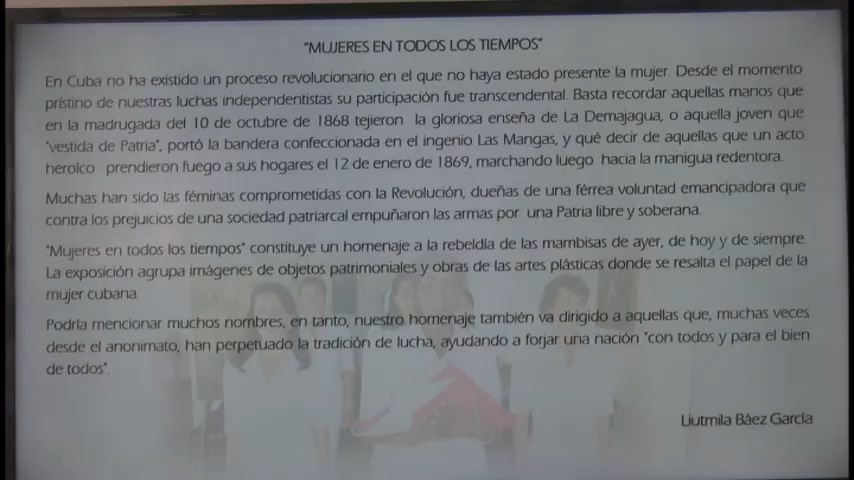 "MUJERES EN TODOS LOS TIEMPOS"
En Cuba no ha existido un proceso revolucionario en el que no haya estado presente la mujer. Desde el momento
prístino de nuestras luchas independentistas su participación fue transcendental. Basta recordar aquellas manos que
en la madrugada del 10 de octubre de 1868 tejieron la gloriosa enseña de La Demajagua, o aquella joven que
"vestida de Patria", portó la bandera confeccionada en el ingenio Las Mangas, y qué decir de aquellas que un acto
heroIco prendieron fuego a sus hogares el 12 de enero de 1869, marchando luego hacia la manigua redentora.
Muchas han sido las féminas comprometidas con la Revolución, dueñas de una férrea voluntad emancipadora que
contra los prejuicios de una sociedad patriarcal empuñaron las armas por una Patria libre y soberana.
"Mujeres en todos los tiempos" constituye un homenaje a la rebeldía de las mambisas de ayer, de hoy y de siempre.
La exposición agrupa imágenes de objetos patrimoniales y obras de las artes plásticas donde se resalta el papel de la
mujer cubana.
Podría mencionar muchos nombres, en tanto, nuestro homenaje también va dirigido a aquellas que, muchas veces
desde el anonimato, han perpetuado la tradición de lucha, ayudando a forjar una nación "con todos y para el bien
de todos".
Liutmila Báez García